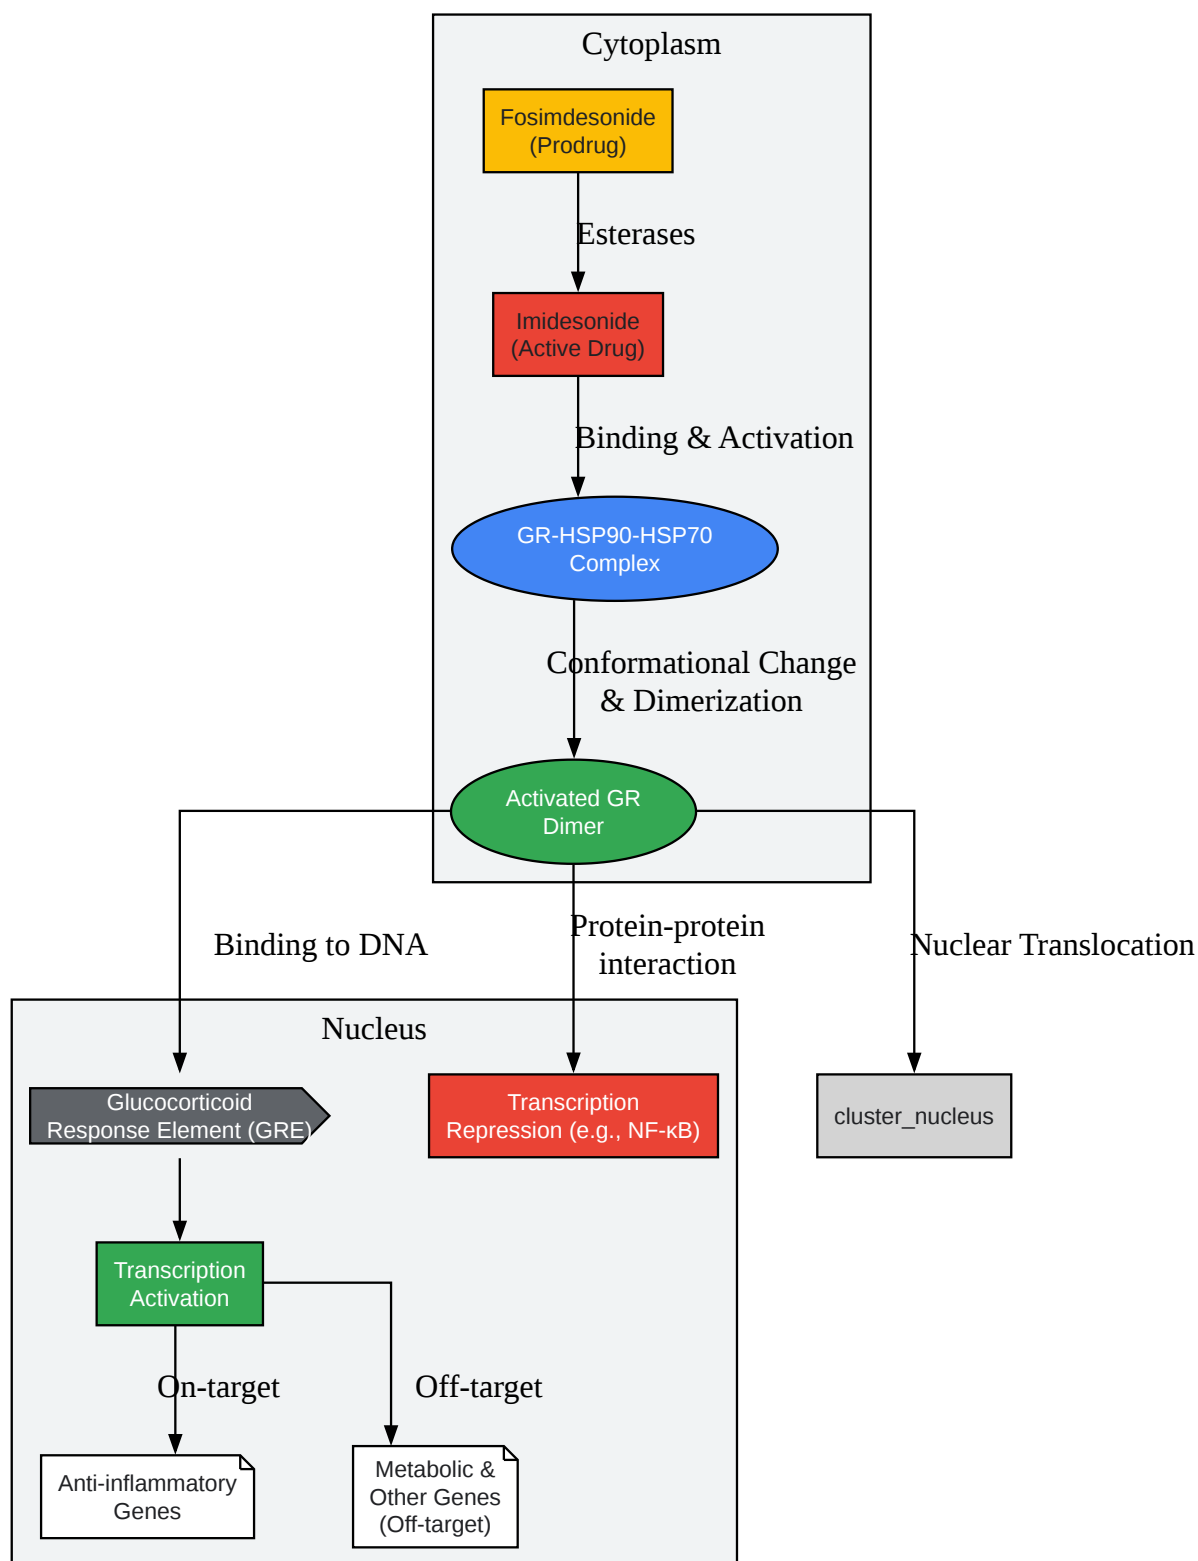 Cytoplasm
Fosimdesonide
(Prodrug)
Esterases
Imidesonide
(Active Drug)
Binding & Activation
GR-HSP90-HSP70
Complex
Conformational Change
& Dimerization
Activated GR
Dimer
Binding to DNA
Protein-protein
interaction
Nuclear Translocation
Nucleus
Glucocorticoid
Response Element (GRE)
Transcription
Repression (e.g., NF-κB)
cluster_nucleus
Transcription
Activation
On-target
Off-target
Anti-inflammatory
Genes
Metabolic &
Other Genes
(Off-target)